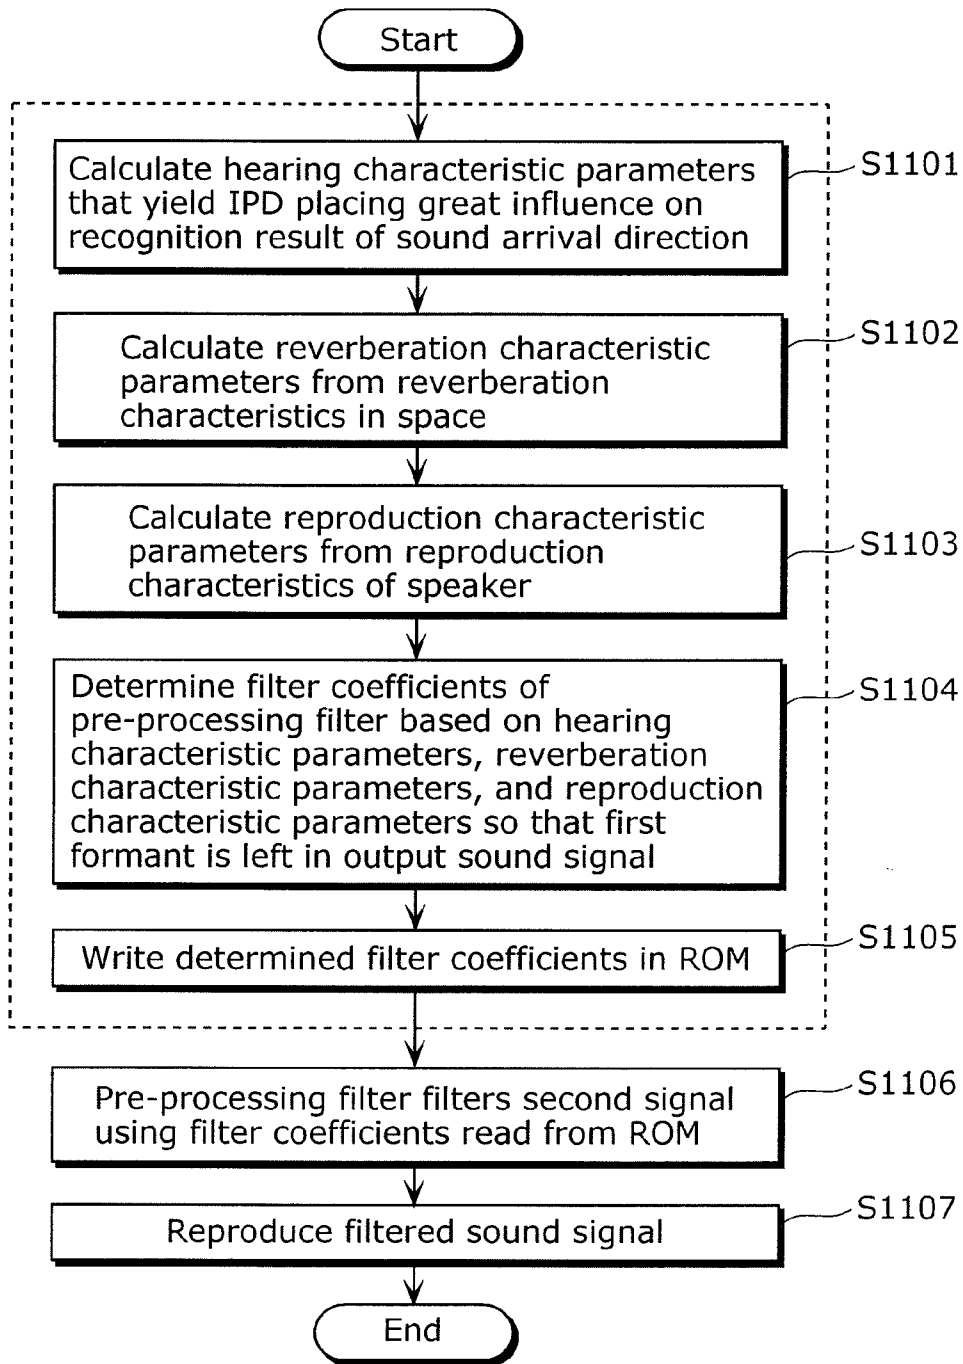 Start
Calculate hearing characteristic parameters
that yield IPD placing great influence on
recognition result of sound arrival direction
S1101
Calculate reverberation characteristic
parameters from reverberation
characteristics in space
S1102
Calculate reproduction characteristic
parameters from reproduction
characteristics of speaker
S1103
Determine filter coefficients of
pre-processing filter based on hearing
characteristic parameters, reverberation
characteristic parameters, and reproduction
characteristic parameters so that first
formant is left in output sound signal
S1104
Write determined filter coefficients in ROM
S1105
Pre-processing filter filters second signal
using filter coefficients read from ROM
S1106
Reproduce filtered sound signal
S1107
End